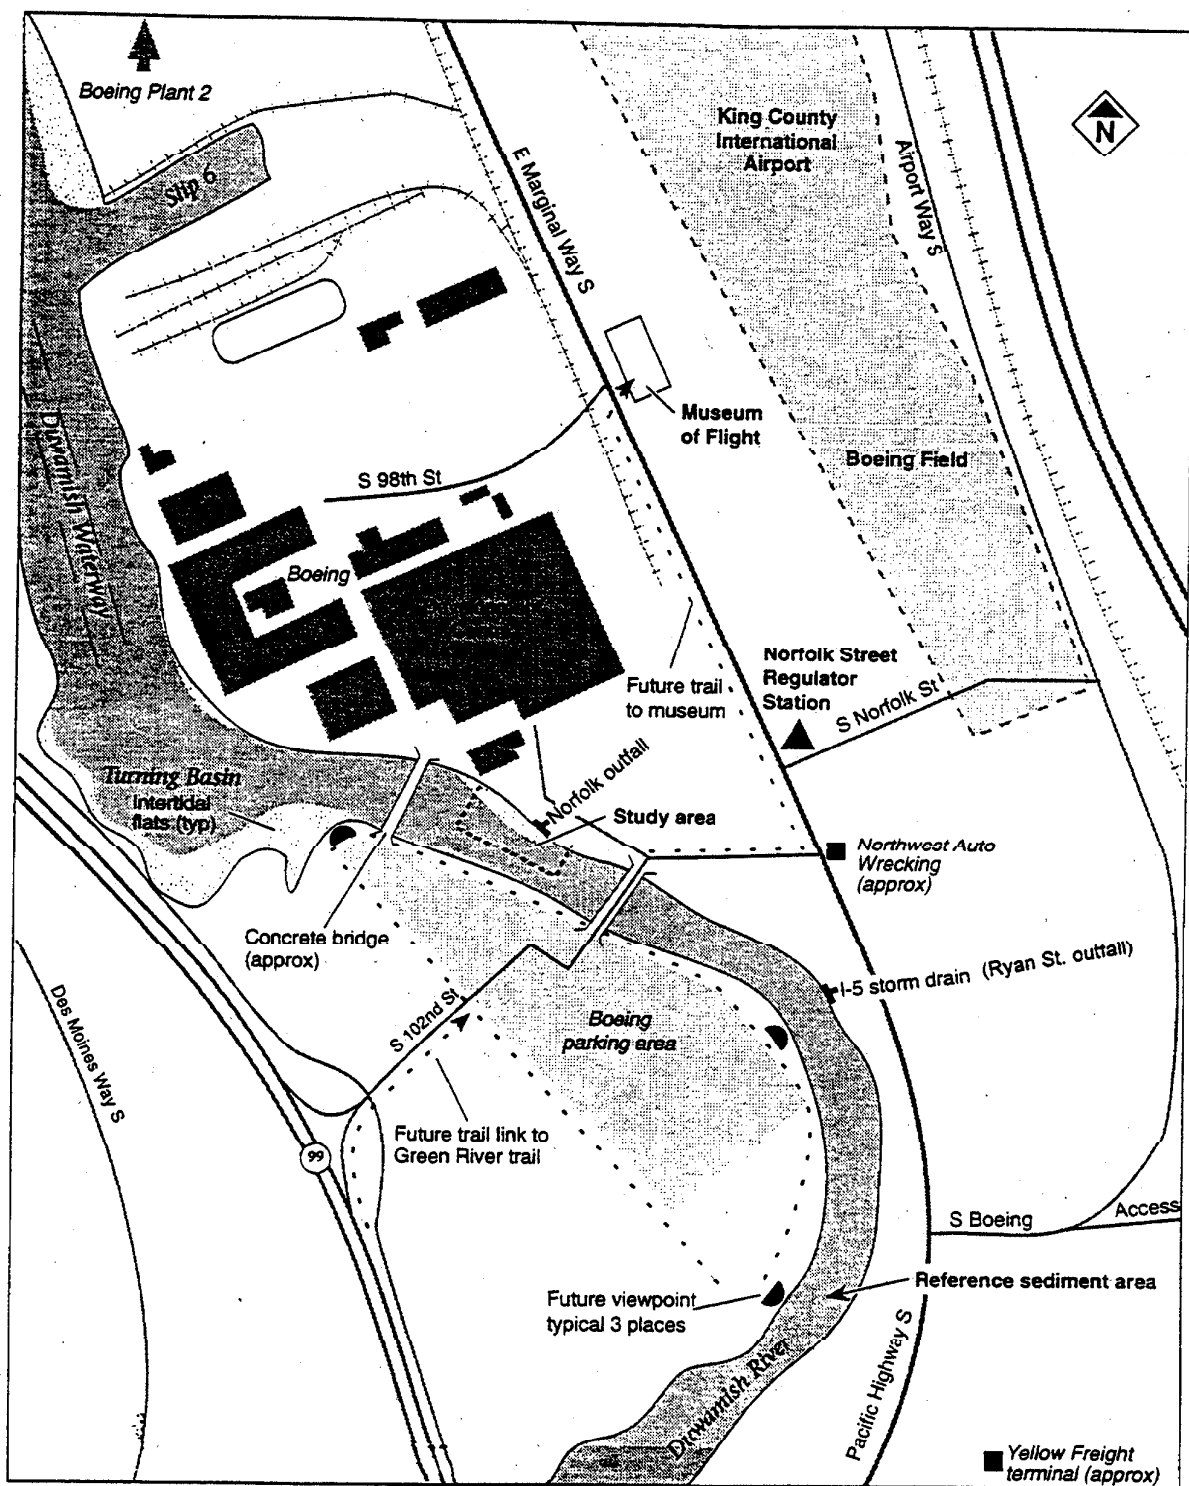 Boeing Plant 2
N
King County
International
Airport
Slip 6
E Marginal Way S
Airport Way S
Museum
of Flight
Duwamish Waterway
Boeing Field
S 98th St
Boeing
Norfolk Street
Regulator
Station
Future trail
to museum
S Norfolk St
Turning Basin
Intertidal
flats (typ)
Norfolk outfall
Study area
Northwest Auto
Wrecking
(approx)
Concrete bridge
(approx)
I-5 storm drain (Ryan St. outfall)
Des Moines Way S
S 102nd St
Boeing
parking area
Future trail link to
Green River trail
99
S Boeing
Access
Reference sediment area
Future viewpoint
typical 3 places
Duwamish River
Pacific Highway S
Yellow Freight
terminal (approx)